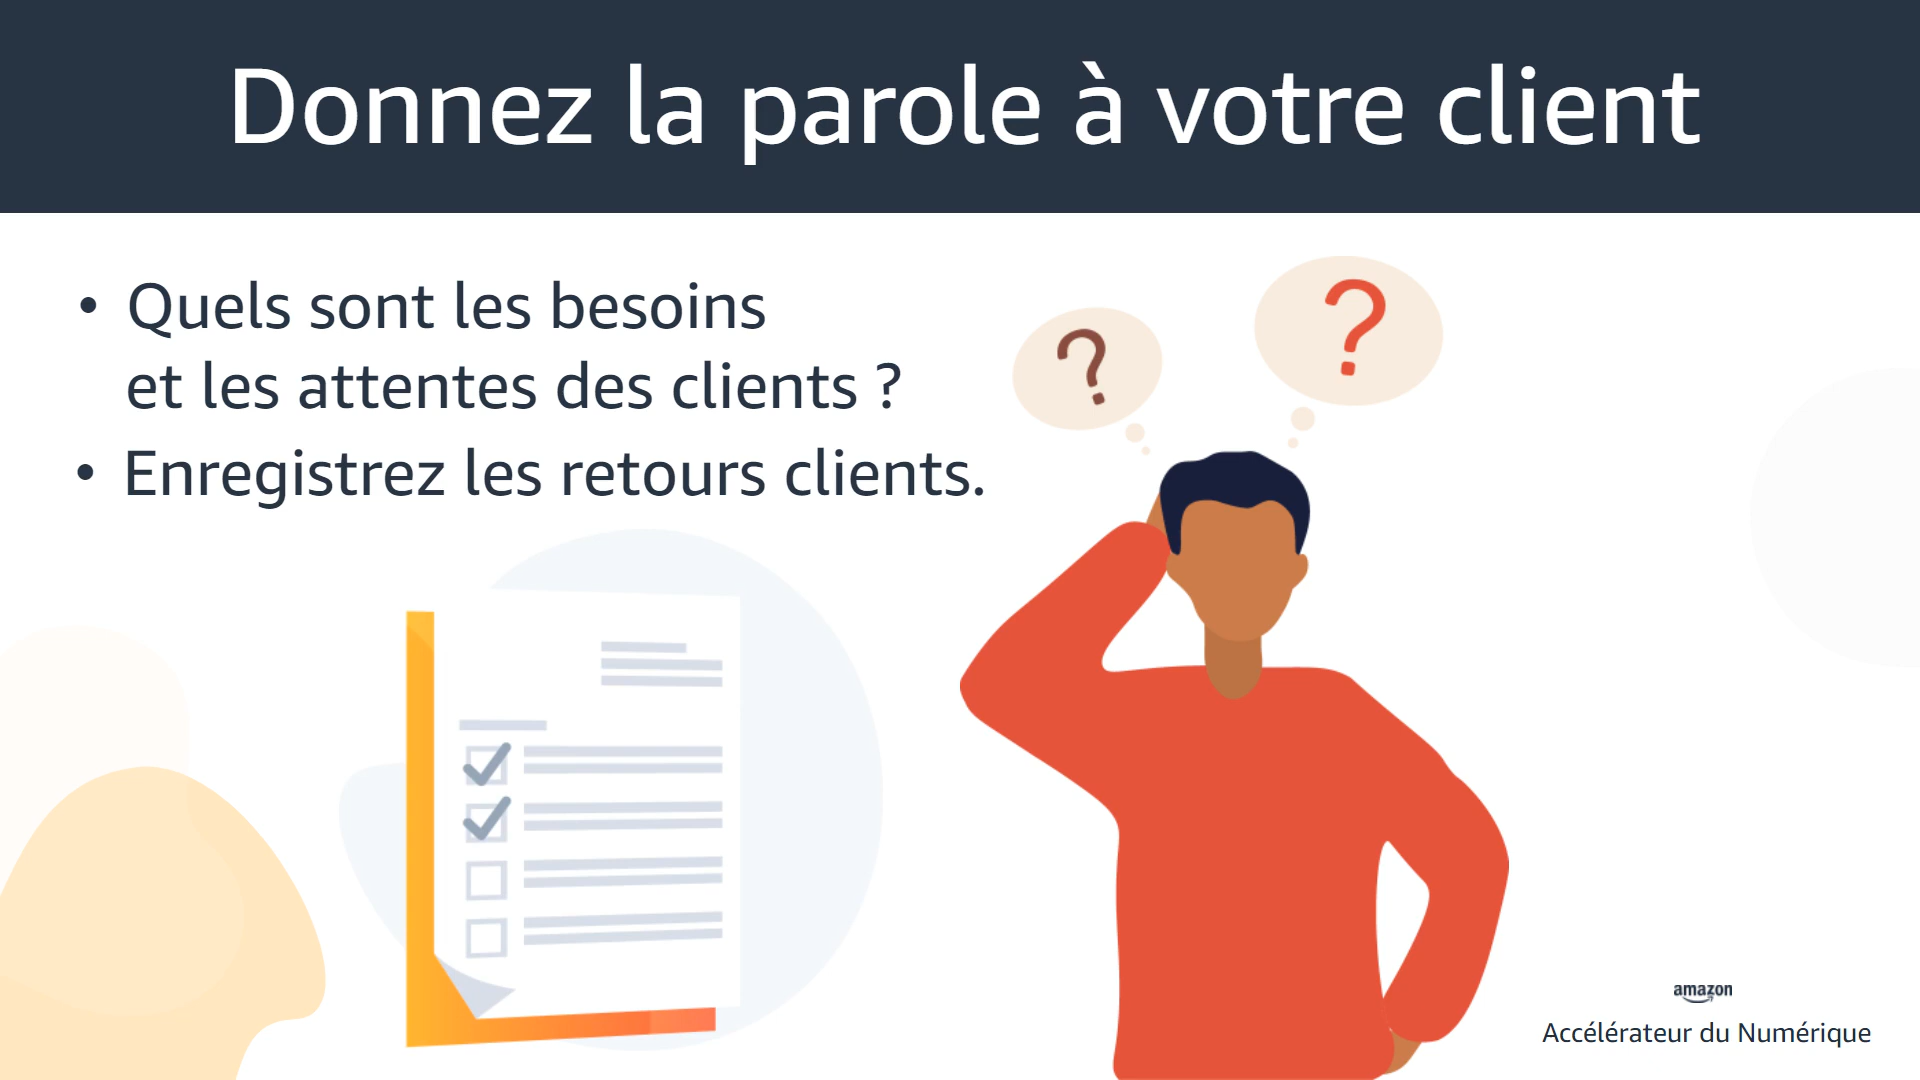 Donnez la parole à votre client
• Quels sont les besoins
et les attentes des clients ?
• Enregistrez les retours clients.
?
?
amazon
Accélérateur du Numérique